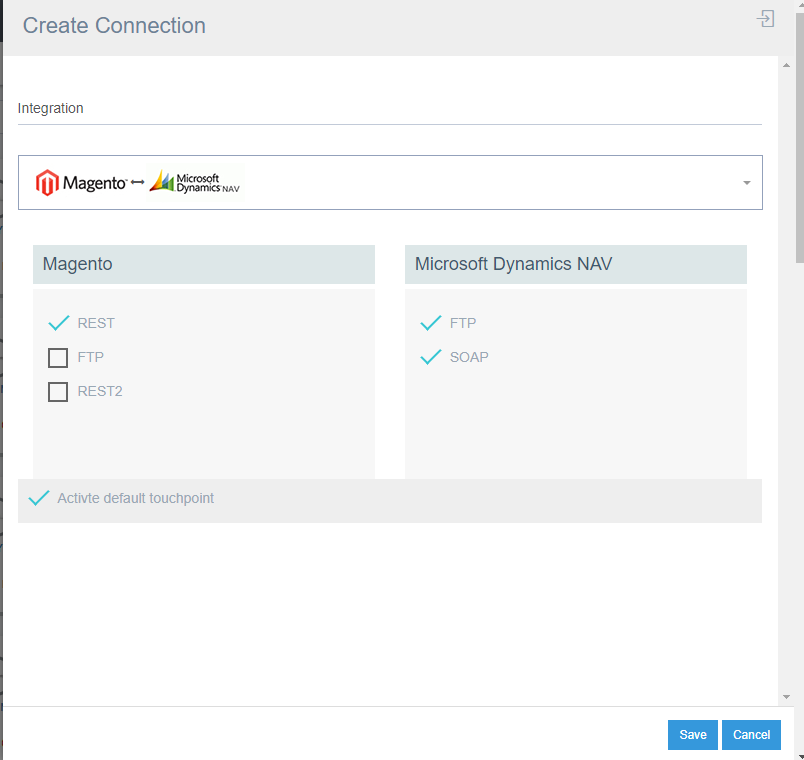 Create Connection
Integration
Magento Microsoft Dynamics NAV
Magento
Microsoft Dynamics NAV
REST
FTP
FTP
SOAP
REST2
Activte default touchpoint
Save Cancel